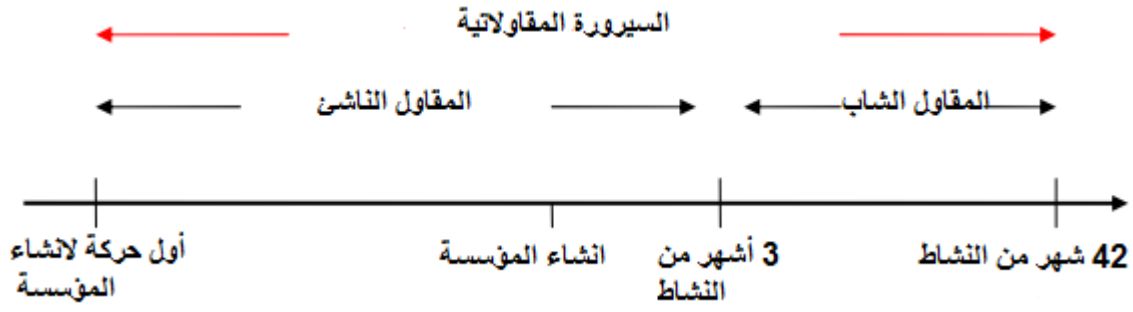 السيرورة المقاولاتية
المقاول الشاب
المقاول الناشئ
42 شهر من النشاط
3 أشهر من
النشاط
انشاء المؤسسة
أول حركة لانشاء
المؤسسة